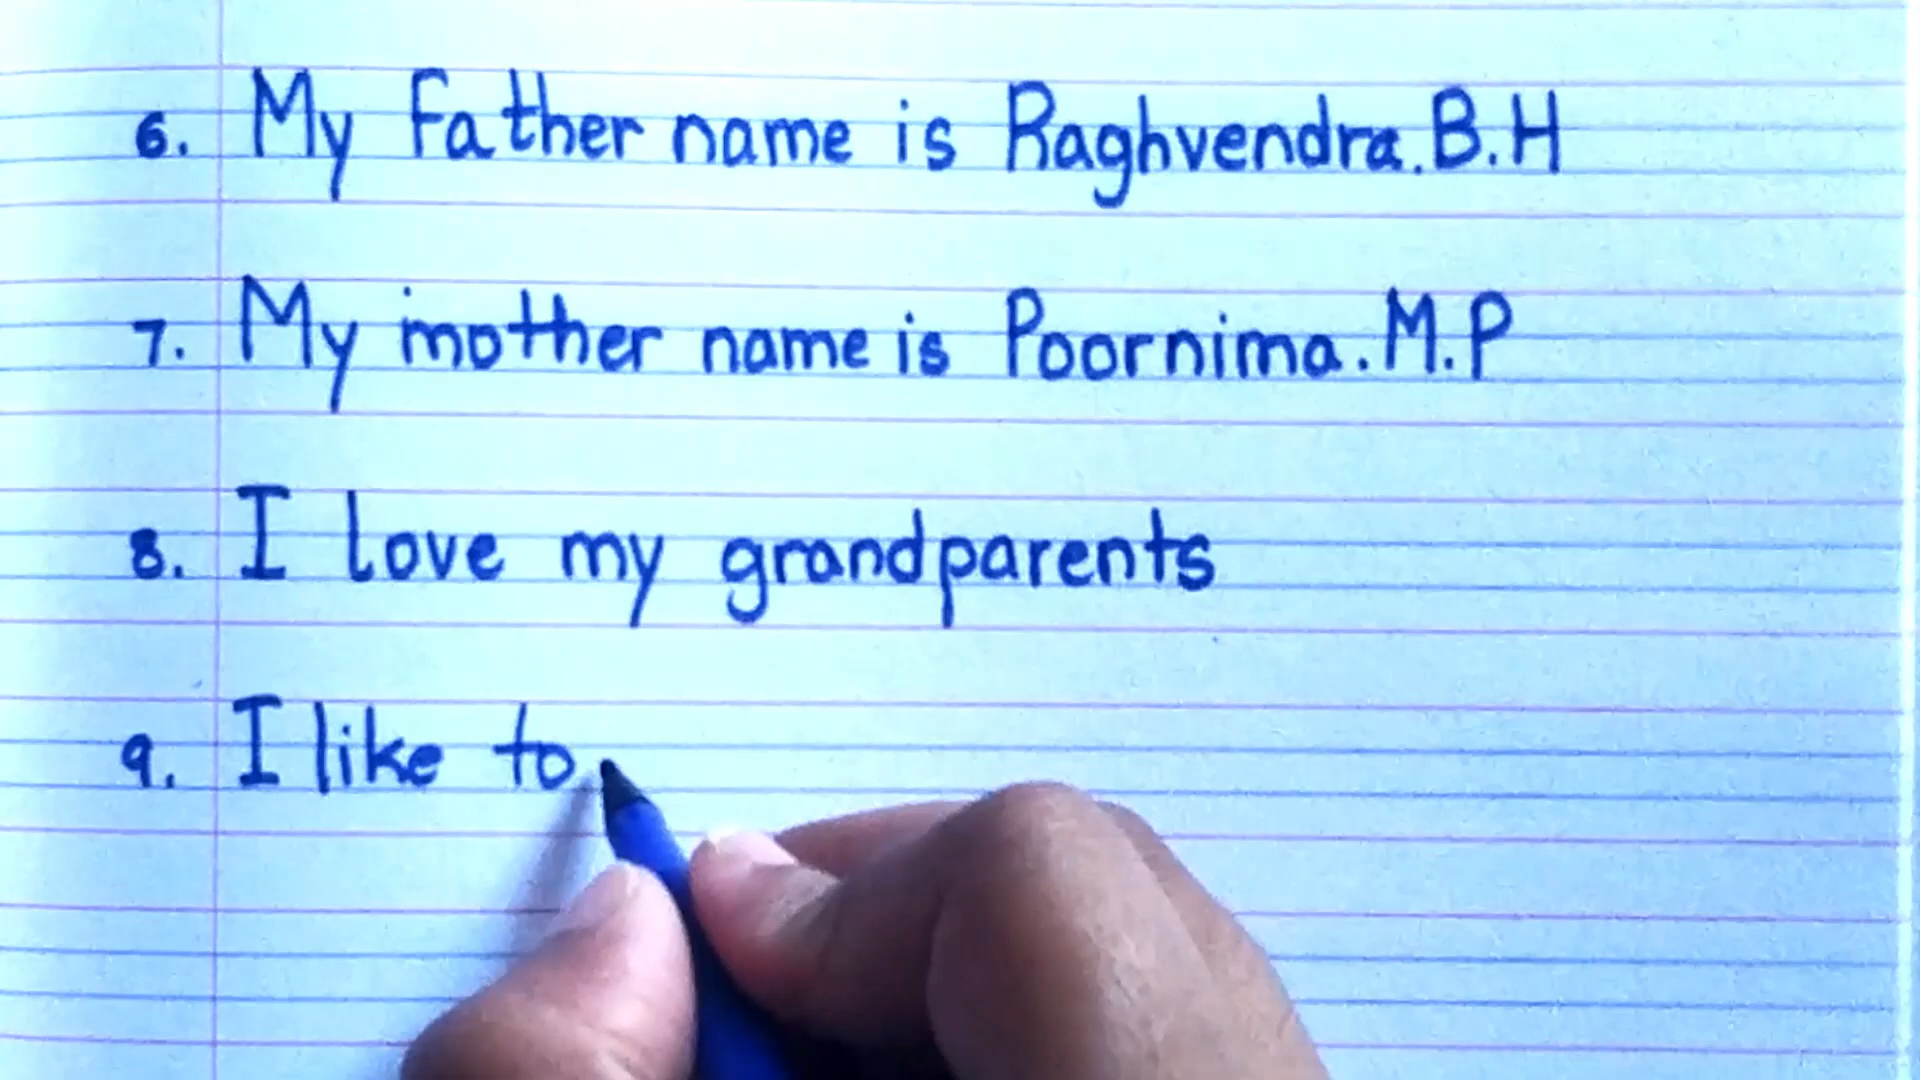 6. My Father name is Raghvendra.B.H
7. My mother name is Poornima.M.P
8. I love my grandparents
9. I like to